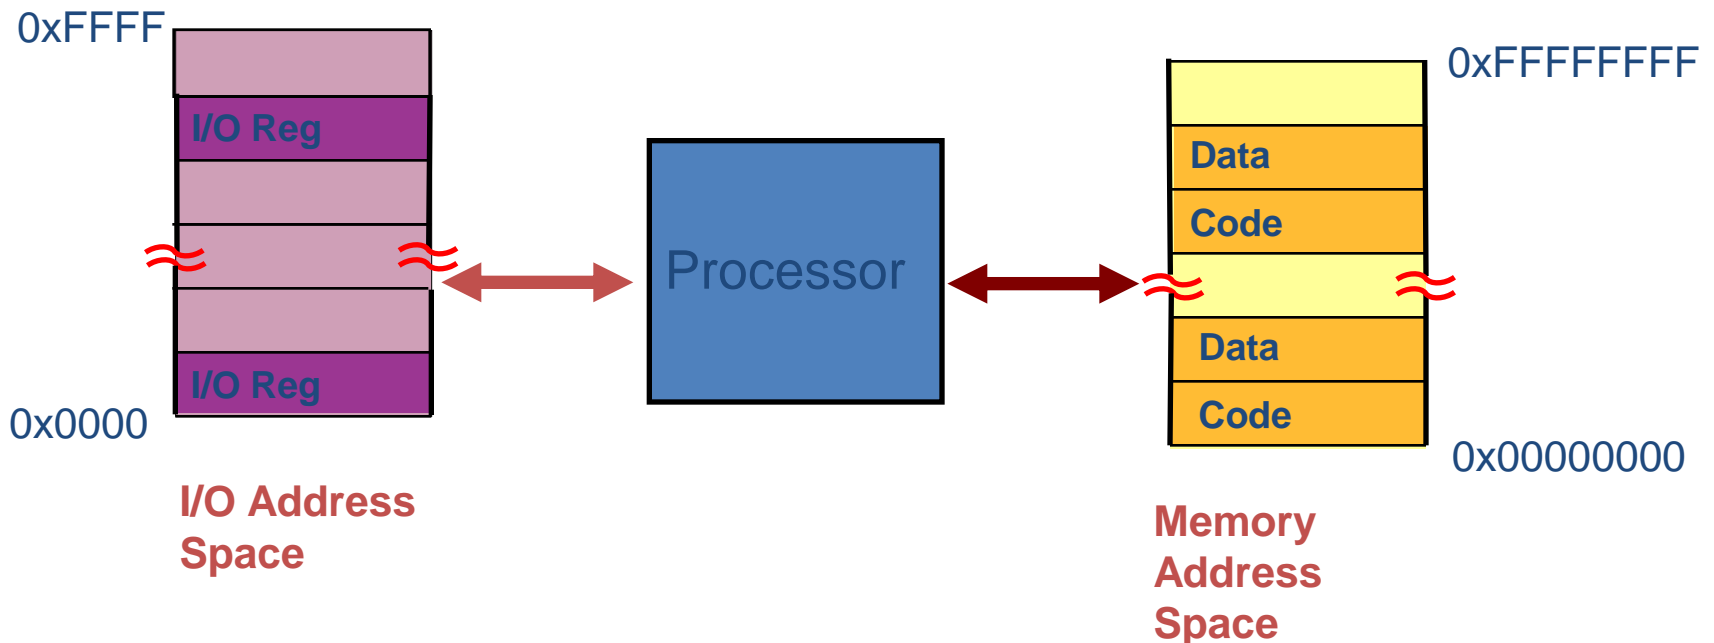 0xFFFF
I/O Reg
I/O Reg
0x0000
I/O Address
Space
Processor
0xFFFFFFFF
Data
Code
Data
Code
0x00000000
Memory
Address
Space